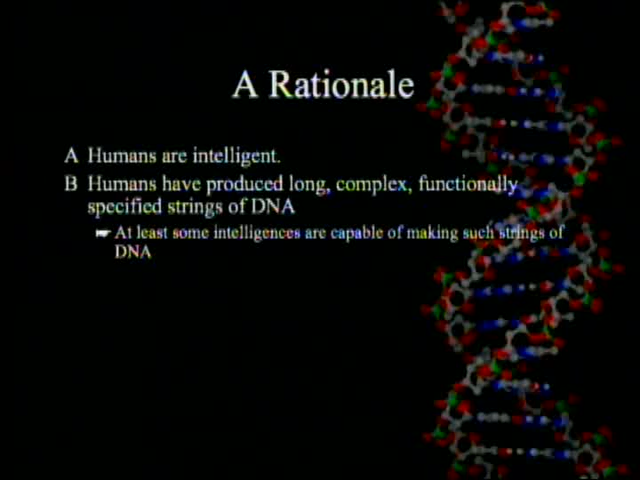 A Rationale
A Humans are intelligent.
B Humans have produced long, complex, functionally
specified strings of DNA
☛ At least some intelligences are capable of making such strings of
DNA